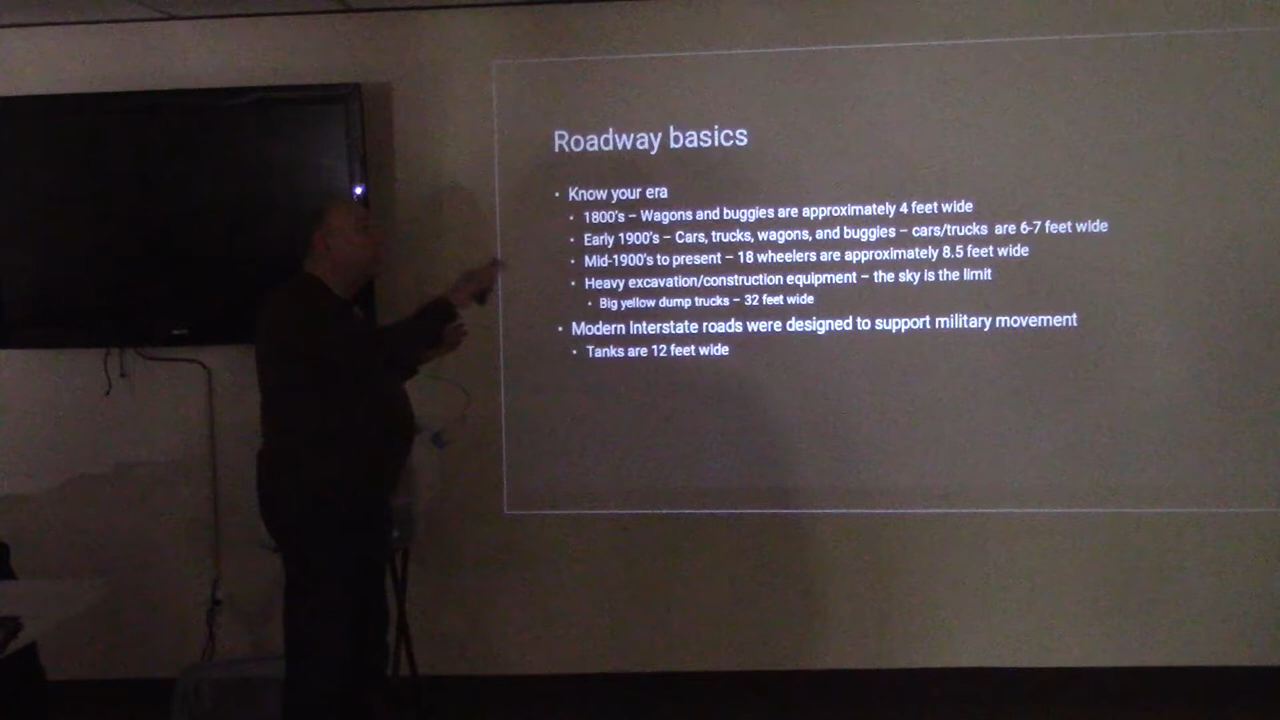 Roadway basics
• Know your era
• 1800's – Wagons and buggies are approximately 4 feet wide
• Early 1900's – Cars, trucks, wagons, and buggies – cars/trucks are 6-7 feet wide
• Mid-1900's to present – 18 wheelers are approximately 8.5 feet wide
• Heavy excavation/construction equipment – the sky is the limit
• Big yellow dump trucks – 32 feet wide
• Modern Interstate roads were designed to support military movement
• Tanks are 12 feet wide